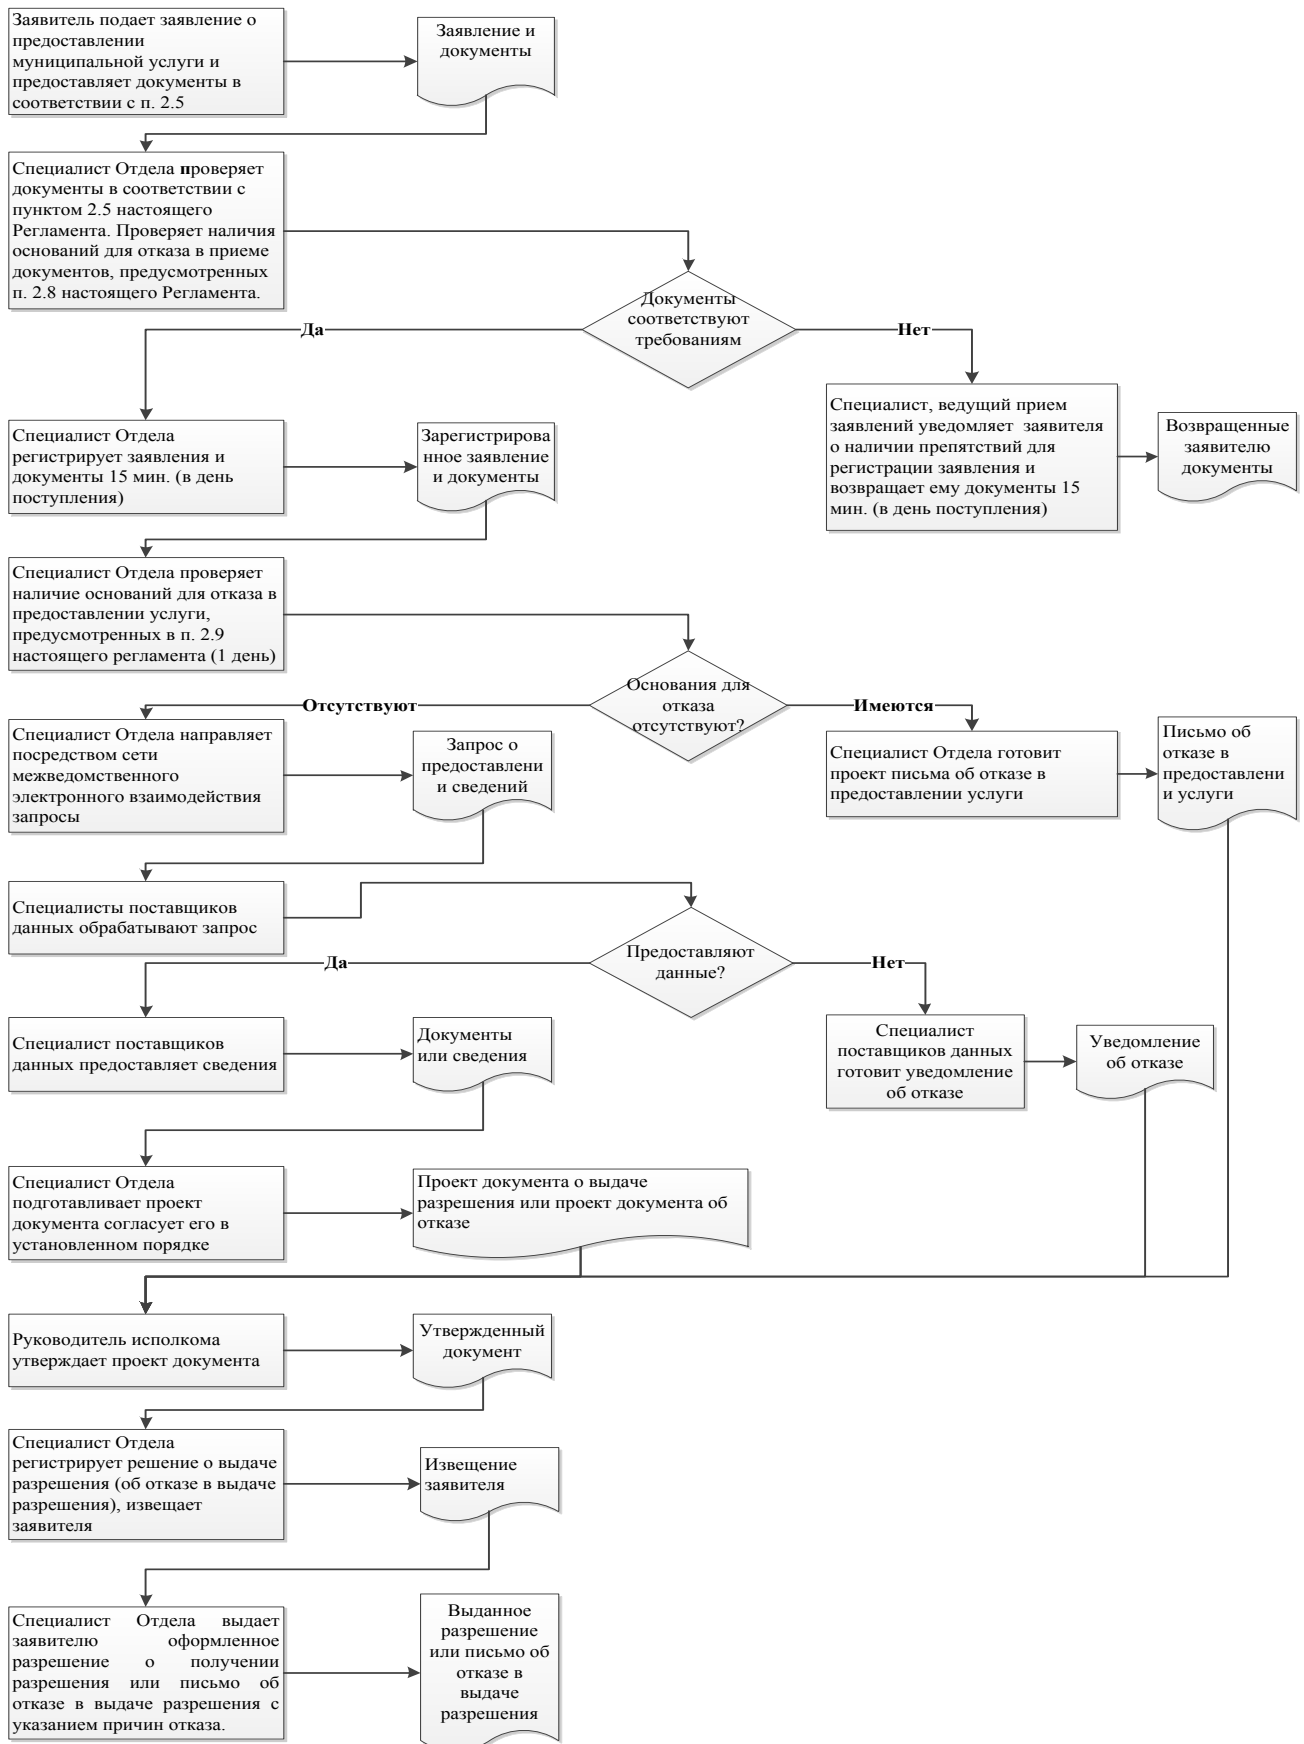 Заявитель подает заявление о
предоставлении
муниципальной услуги и
предоставляет документы в
соответствии с п. 2.5
Заявление и
документы
Специалист Отдела проверяет
документы в соответствии с
пунктом 2.5 настоящего
Регламента. Проверяет наличия
оснований для отказа в приеме
документов, предусмотренных
п. 2.8 настоящего Регламента.
Документы
соответствуют
требованиям
Да
Нет
Специалист Отдела
регистрирует заявления и
документы 15 мин. (в день
поступления)
Зарегистрирова
нное заявление
и документы
Специалист, ведущий прием
заявлений уведомляет заявителя
о наличии препятствий для
регистрации заявления и
возвращает ему документы 15
мин. (в день поступления)
Возвращенные
заявителю
документы
Специалист Отдела проверяет
наличие оснований для отказа в
предоставлении услуги,
предусмотренных в п. 2.9
настоящего регламента (1 день)
Основания для
отказа
отсутствуют?
Отсутствуют
Имеются
Специалист Отдела направляет
посредством сети
межведомственного
электронного взаимодействия
запросы
Запрос о
предоставлени
и сведений
Специалист Отдела готовит
проект письма об отказе в
предоставлении услуги
Письмо об
отказе в
предоставлени
и услуги
Специалисты поставщиков
данных обрабатывают запрос
Предоставляют
данные?
Да
Нет
Специалист поставщиков
данных предоставляет сведения
Документы
или сведения
Специалист
поставщиков данных
готовит уведомление
об отказе
Уведомление
об отказе
Специалист Отдела
подготавливает проект
документа согласует его в
установленном порядке
Проект документа о выдаче
разрешения или проект документа об
отказе
Руководитель исполкома
утверждает проект документа
Утвержденный
документ
Специалист Отдела
регистрирует решение о выдаче
разрешения (об отказе в выдаче
разрешения), извещает
заявителя
Извещение
заявителя
Специалист Отдела выдает
заявителю оформленное
разрешение о получении
разрешения или письмо об
отказе в выдаче разрешения с
указанием причин отказа.
Выданное
разрешение
или письмо об
отказе в
выдаче
разрешения